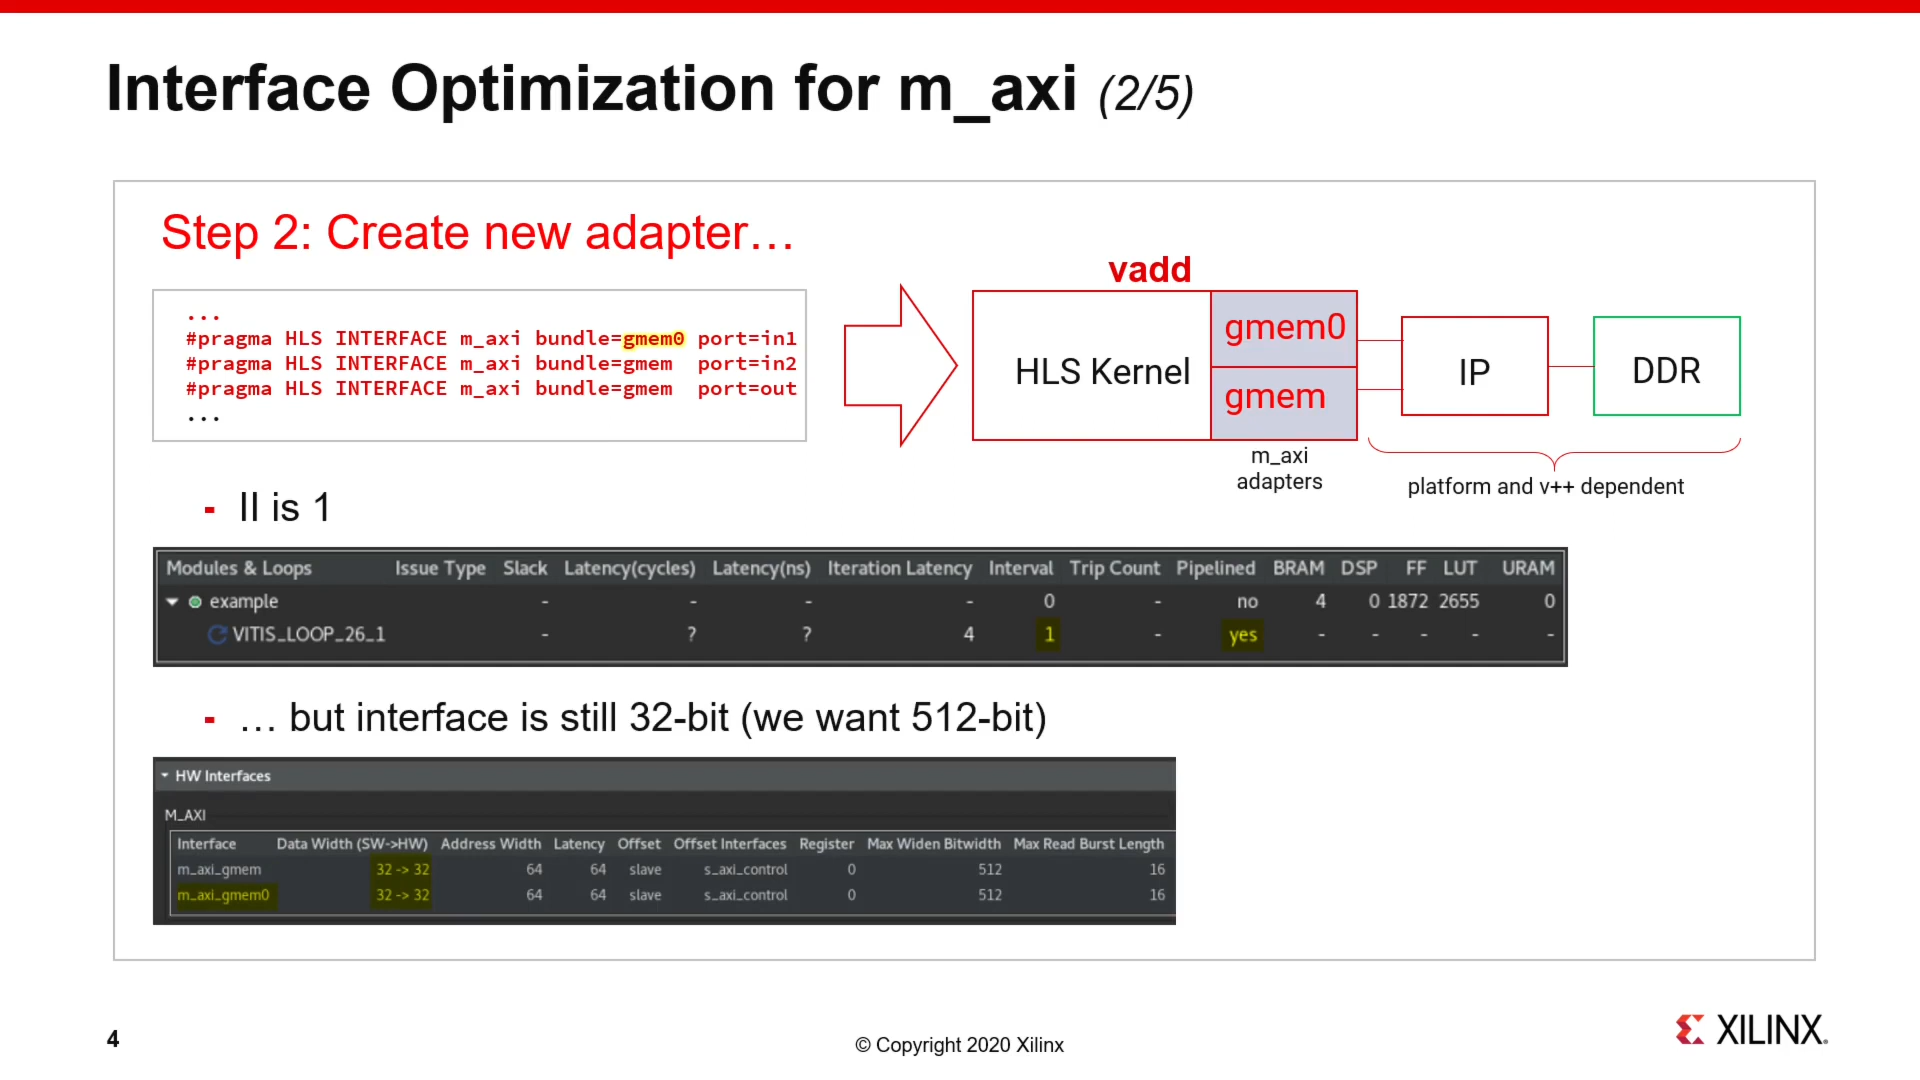 Interface Optimization for m_axi (2/5)
Step 2: Create new adapter…
...
#pragma HLS INTERFACE m_axi bundle=gmem0 port=in1
#pragma HLS INTERFACE m_axi bundle=gmem  port=in2
#pragma HLS INTERFACE m_axi bundle=gmem  port=out
...
vadd
HLS Kernel
gmem0
gmem
IP
DDR
m_axi
adapters
platform and v++ dependent
- II is 1
Modules & Loops Issue Type Slack Latency(cycles) Latency(ns) Iteration Latency Interval Trip Count Pipelined BRAM DSP FF LUT URAM
example - - - - 0 - no 4 0 1872 2655 0
VITIS_LOOP_26_1 - ? ? 4 1 - yes - - - - -
- … but interface is still 32-bit (we want 512-bit)
HW Interfaces
M_AXI
Interface Data Width (SW->HW) Address Width Latency Offset Offset Interfaces Register Max Widen Bitwidth Max Read Burst Length
m_axi_gmem 32 -> 32 64 64 slave s_axi_control 0 512 16
m_axi_gmem0 32 -> 32 64 64 slave s_axi_control 0 512 16
4
© Copyright 2020 Xilinx
XILINX.